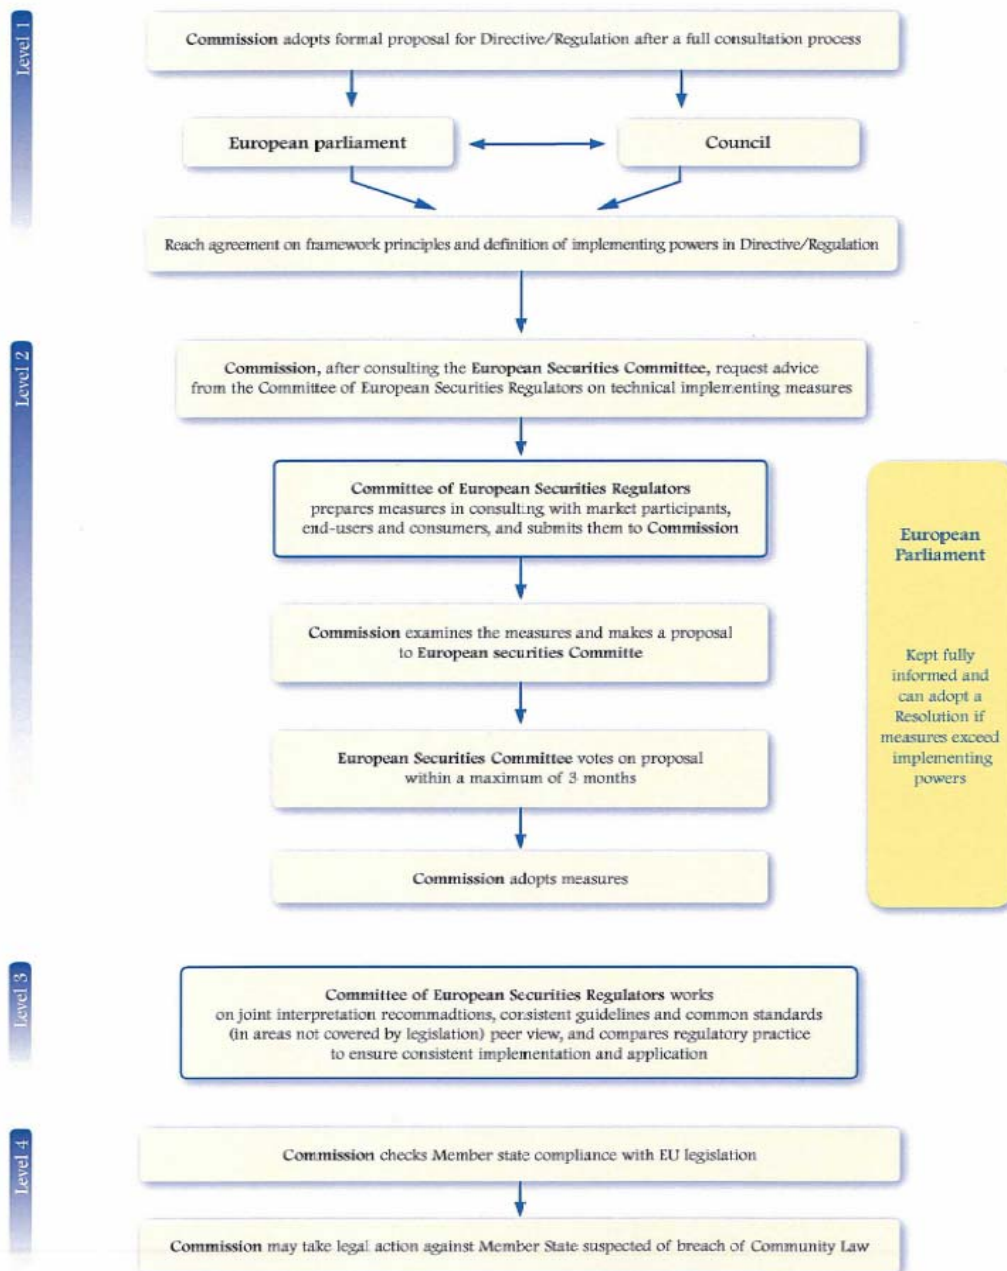 Level 1
Commission adopts formal proposal for Directive/Regulation after a full consultation process
European parliament
Council
Reach agreement on framework principles and definition of implementing powers in Directive/Regulation
Level 2
Commission, after consulting the European Securities Committee, request advice
from the Committee of European Securities Regulators on technical implementing measures
Committee of European Securities Regulators
prepares measures in consulting with market participants,
end-users and consumers, and submits them to Commission
European
Parliament
Kept fully
informed and
can adopt a
Resolution if
measures exceed
implementing
powers
Commission examines the measures and makes a proposal
to European securities Committe
European Securities Committee votes on proposal
within a maximum of 3 months
Commission adopts measures
Level 3
Committee of European Securities Regulators works
on joint interpretation recommadtions, consistent guidelines and common standards
(in areas not covered by legislation) peer view, and compares regulatory practice
to ensure consistent implementation and application
Level 4
Commission checks Member state compliance with EU legislation
Commission may take legal action against Member State suspected of breach of Community Law